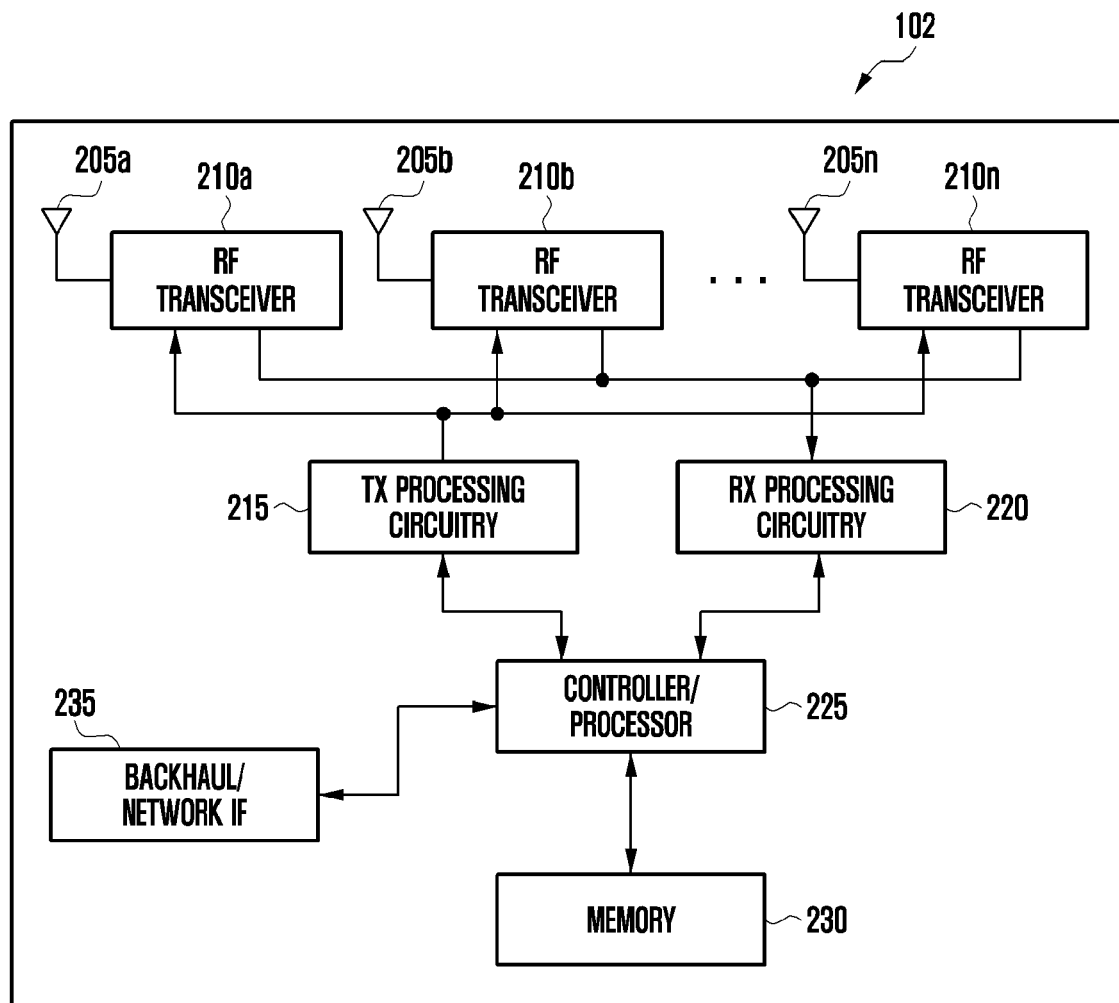 102
205a
210a
205b
210b
205n
210n
RF
TRANSCEIVER
RF
TRANSCEIVER
. . .
RF
TRANSCEIVER
215
TX PROCESSING
CIRCUITRY
RX PROCESSING
CIRCUITRY
220
CONTROLLER/
PROCESSOR
225
235
BACKHAUL/
NETWORK IF
MEMORY
230